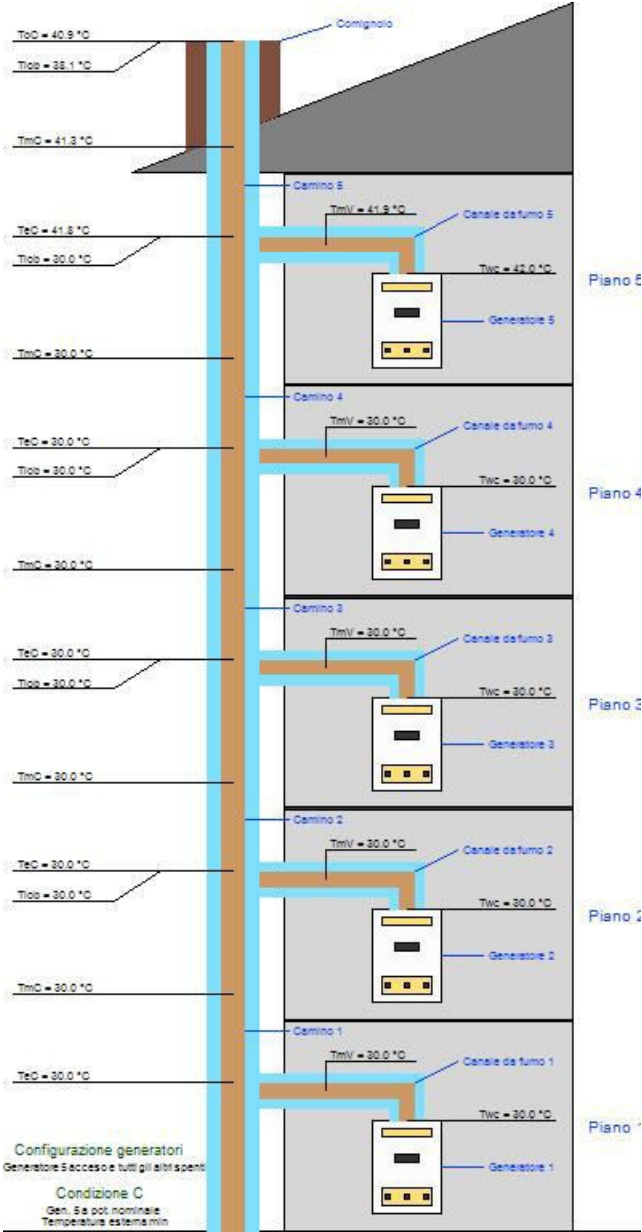 ToC = 40.9 °C
Comignolo
Tiob = 38.1 °C
TmC = 41.3 °C
Camino 5
TmV = 41.9 °C
Canale da fumo 5
TeC = 41.8 °C
Tiob = 30.0 °C
Twc = 42.0 °C
Piano 5
Generatore 5
TmC = 30.0 °C
Camino 4
TmV = 30.0 °C
Canale da fumo 4
TeC = 30.0 °C
Tiob = 30.0 °C
Twc = 30.0 °C
Piano 4
Generatore 4
TmC = 30.0 °C
Camino 3
TmV = 30.0 °C
Canale da fumo 3
TeC = 30.0 °C
Tiob = 30.0 °C
Twc = 30.0 °C
Piano 3
Generatore 3
TmC = 30.0 °C
Camino 2
TmV = 30.0 °C
Canale da fumo 2
TeC = 30.0 °C
Tiob = 30.0 °C
Twc = 30.0 °C
Piano 2
Generatore 2
TmC = 30.0 °C
Camino 1
TmV = 30.0 °C
Canale da fumo 1
TeC = 30.0 °C
Twc = 30.0 °C
Piano 1
Generatore 1
Configurazione generatori
Generatore 5 acceso e tutti gli altri spenti
Condizione C
Gen. 5 a pot. nominale
Temperatura esterna min